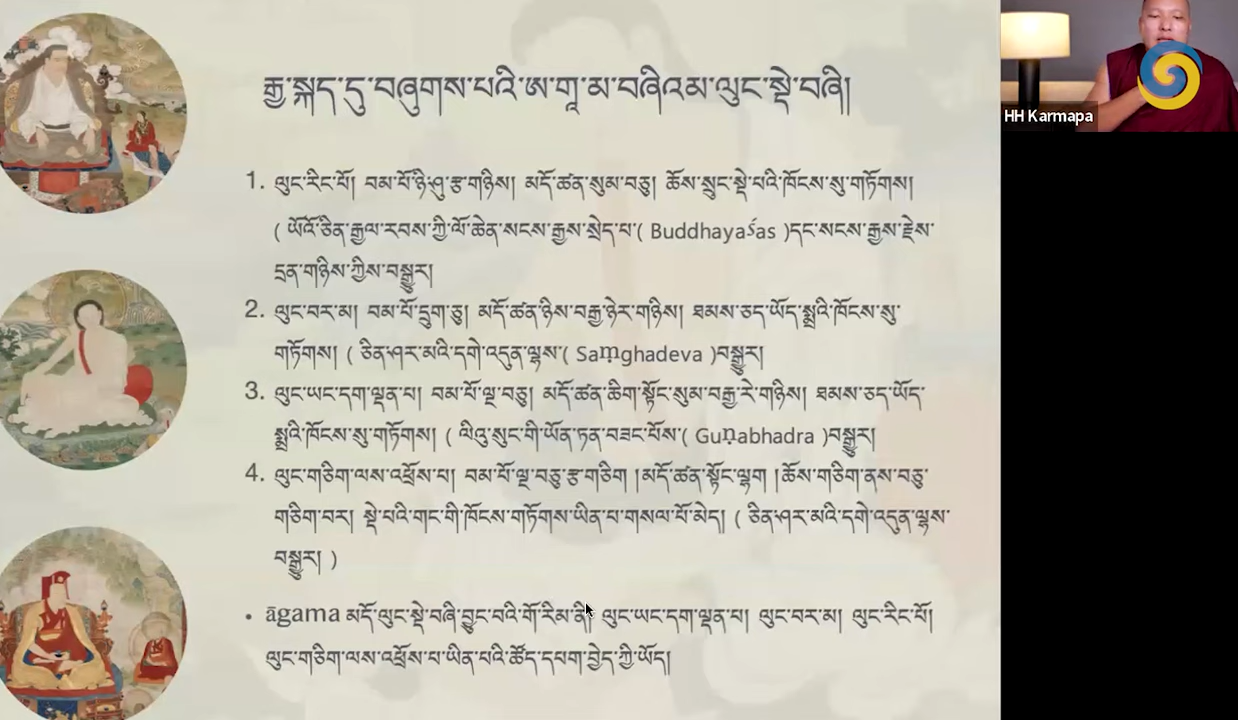 རྒྱ་སྐད་དུ་བཞུགས་པའི་ཨ་གཱ་མ་བཞིའམ་ལུང་སྡེ་བཞི།
HH Karmapa
1. ལུང་རིང་པོ། བམ་པོ་ཉི་ཤུ་རྩ་གཉིས། མདོ་ཚན་སུམ་བཅུ། ཆོས་སྲུང་སྡེ་པའི་ཁོངས་སུ་གཏོགས།
( ཡོའོ་ཅིན་རྒྱལ་རབས་ཀྱི་ལོ་ཆེན་སངས་རྒྱས་སྲེད་པ་( Buddhayaśas )དང་སངས་རྒྱས་རྗེས་
དྲན་གཉིས་ཀྱིས་བསྒྱུར།
2. ལུང་བར་མ། བམ་པོ་དྲུག་ཅུ། མདོ་ཚན་ཉིས་བརྒྱ་ཉེར་གཉིས། ཐམས་ཅད་ཡོད་སྨྲའི་ཁོངས་སུ་
གཏོགས། ( ཅིན་ཤར་མའི་དགེ་འདུན་ལྷས་( Saṃghadeva )བསྒྱུར།
3. ལུང་ཡང་དག་ལྡན་པ། བམ་པོ་ལྔ་བཅུ། མདོ་ཚན་ཆིག་སྟོང་སུམ་བརྒྱ་རེ་གཉིས། ཐམས་ཅད་ཡོད་
སྨྲའི་ཁོངས་སུ་གཏོགས། ( ལིའུ་སུང་གི་ཡོན་ཏན་བཟང་པོས་( Guṇabhadra )བསྒྱུར།
4. ལུང་གཅིག་ལས་འཕྲོས་པ། བམ་པོ་ལྔ་བཅུ་རྩ་གཅིག །མདོ་ཚན་སྟོང་ལྷག །ཆོས་གཅིག་ནས་བཅུ་
གཅིག་བར། སྡེ་པའི་གང་གི་ཁོངས་གཏོགས་ཡིན་པ་གསལ་པོ་མེད། ( ཅིན་ཤར་མའི་དགེ་འདུན་ལྷས་
བསྒྱུར། )
• āgama མདོ་ལུང་སྡེ་བཞི་བྱུང་བའི་གོ་རིམ་ནི། ལུང་ཡང་དག་ལྡན་པ། ལུང་བར་མ། ལུང་རིང་པོ།
ལུང་གཅིག་ལས་འཕྲོས་པ་ཡིན་པའི་ཚོད་དཔག་བྱེད་ཀྱི་ཡོད།